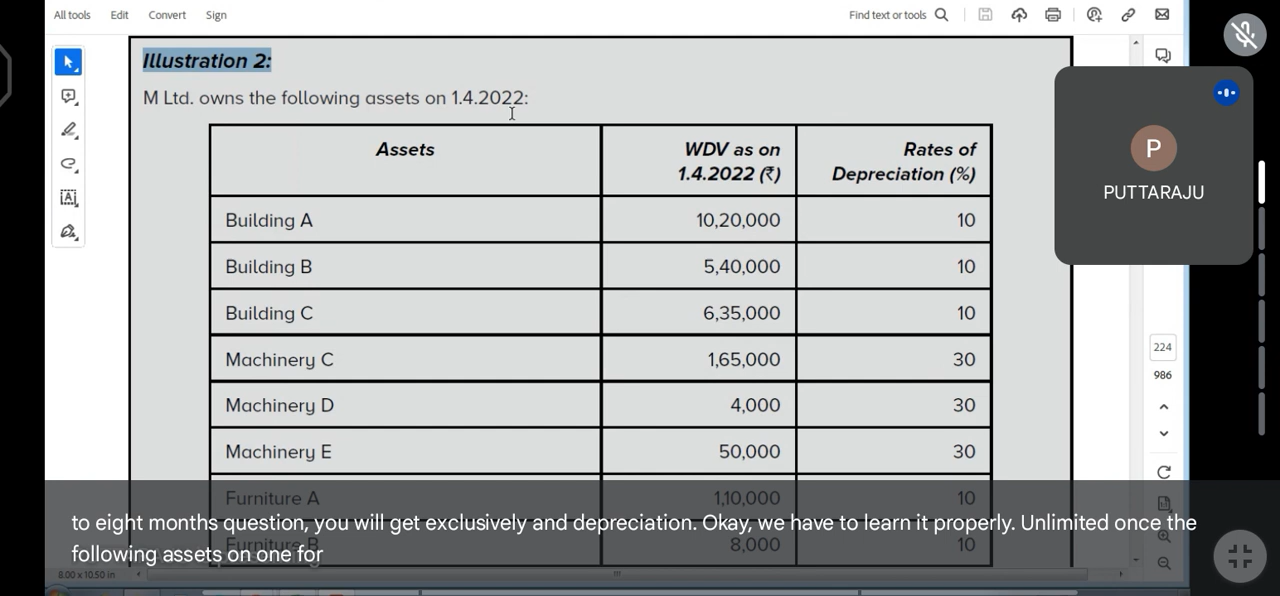 All tools Edit Convert Sign Find text or tools
Illustration 2:
M Ltd. owns the following assets on 1.4.2022:
Assets WDV as on 1.4.2022 (₹) Rates of Depreciation (%)
Building A 10,20,000 10
Building B 5,40,000 10
Building C 6,35,000 10
Machinery C 1,65,000 30
Machinery D 4,000 30
Machinery E 50,000 30
Furniture A 1,10,000 10
Furniture B 8,000 10
to eight months question, you will get exclusively and depreciation. Okay, we have to learn it properly. Unlimited once the
following assets on one for
8.00 x 10.50 in
P
PUTTARAJU
224
986